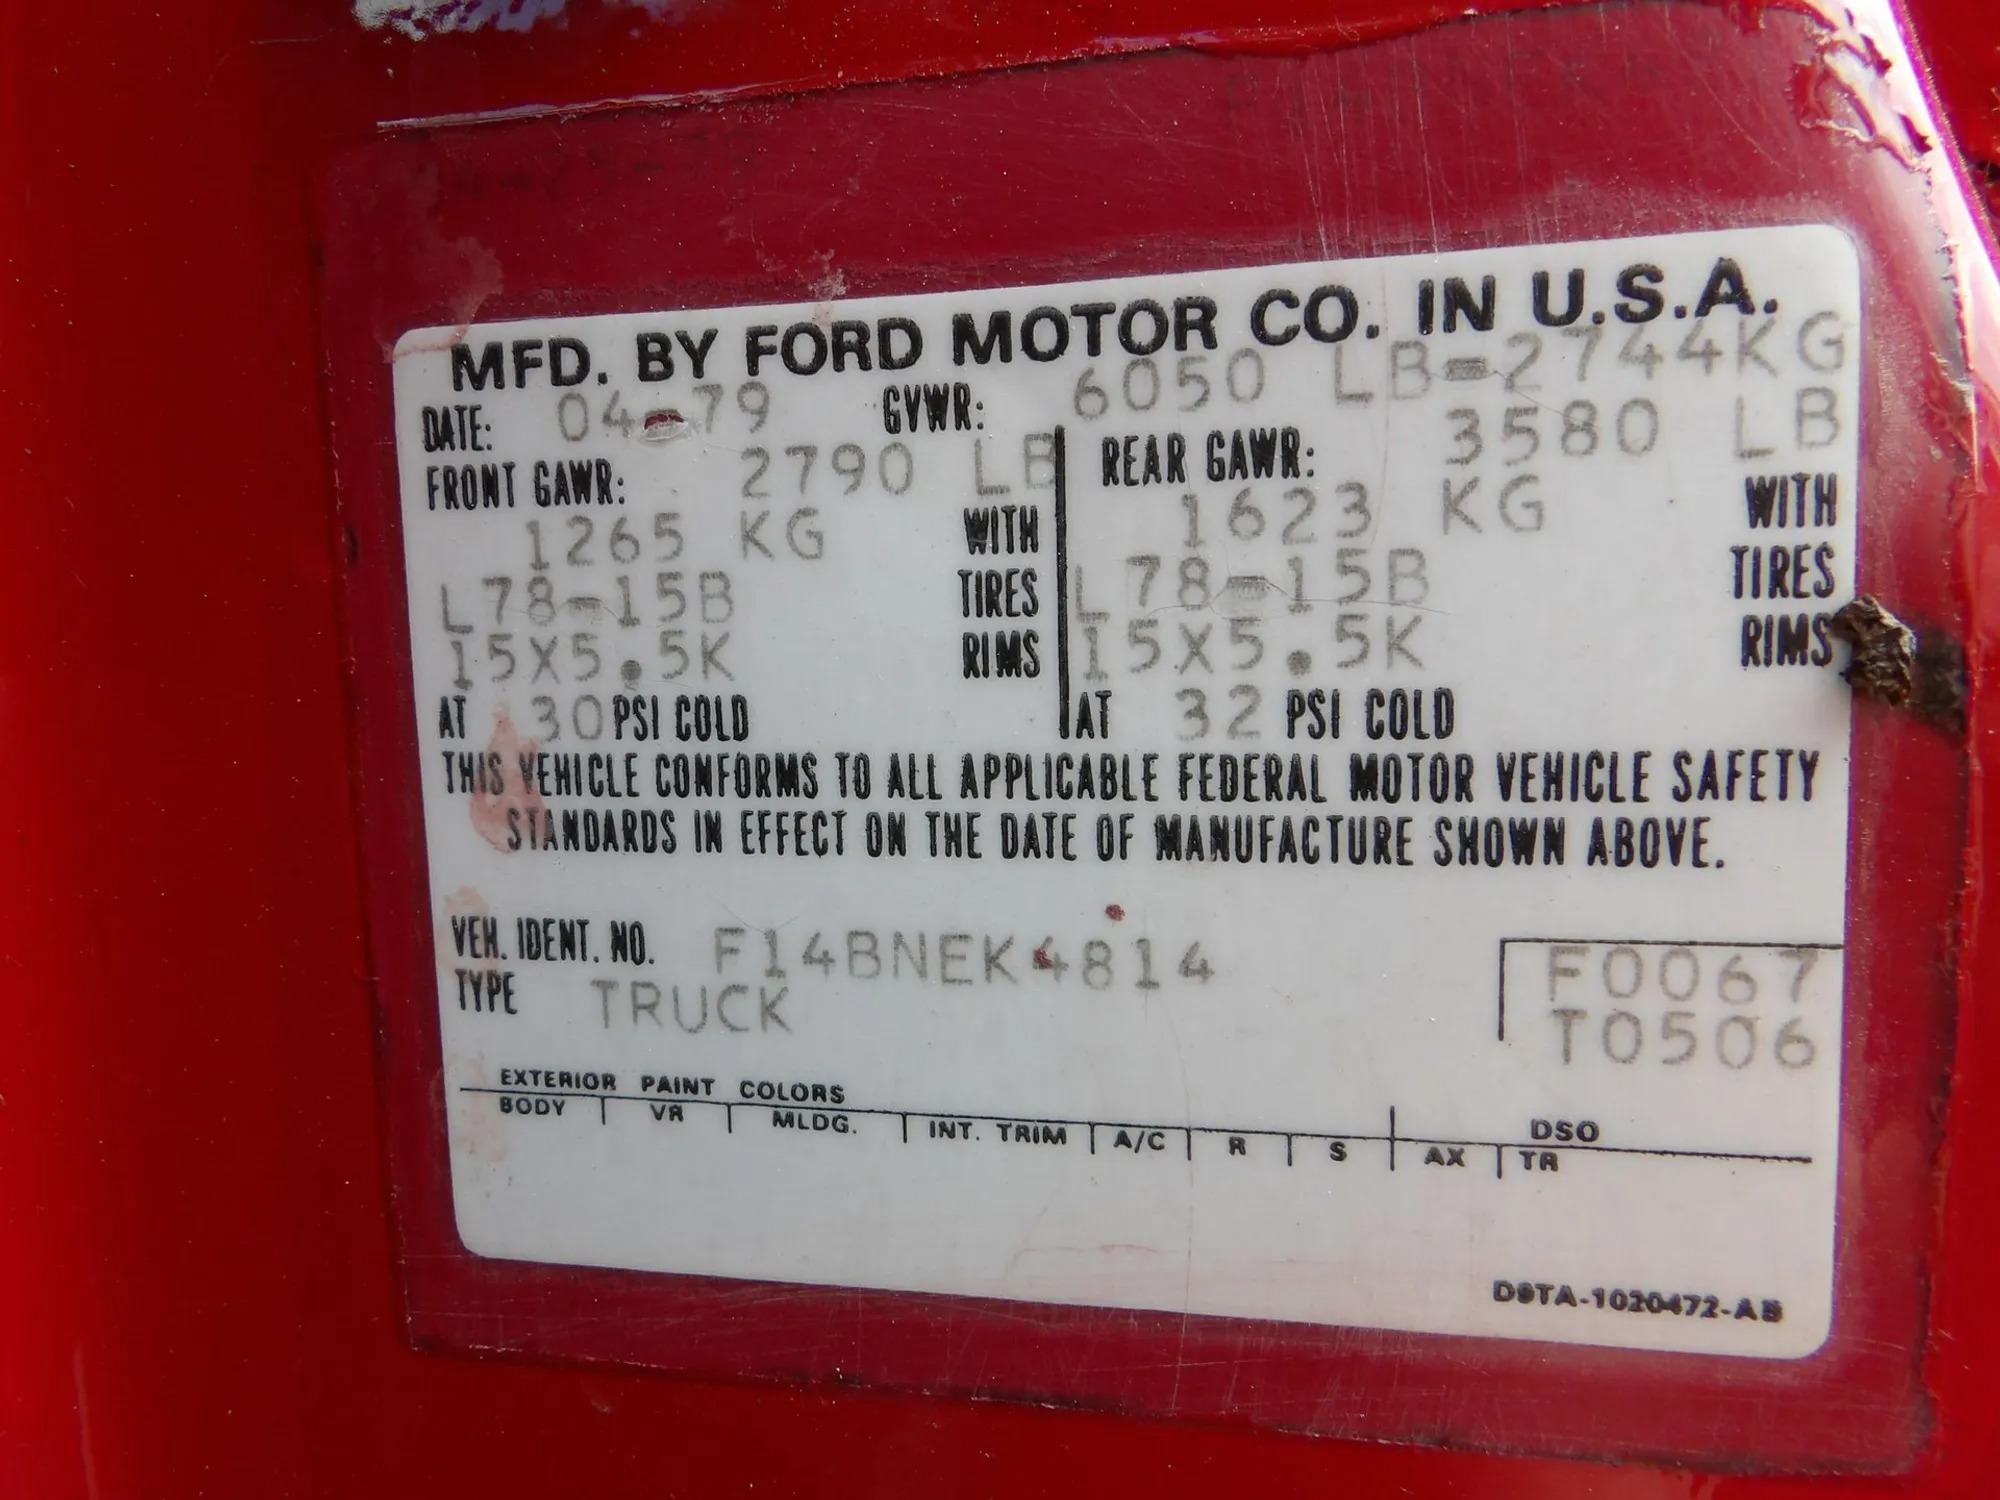 MFD. BY FORD MOTOR CO. IN U.S.A.
DATE: 04-79 GVWR: 6050 LB-2744KG
FRONT GAWR: 2790 LB REAR GAWR: 3580 LB
1265 KG WITH 1623 KG WITH
L78-15B TIRES L78-15B TIRES
15X5.5K RIMS 15X5.5K RIMS
AT 30 PSI COLD AT 32 PSI COLD
THIS VEHICLE CONFORMS TO ALL APPLICABLE FEDERAL MOTOR VEHICLE SAFETY
STANDARDS IN EFFECT ON THE DATE OF MANUFACTURE SHOWN ABOVE.
VEH. IDENT. NO. F14BNEK4814 F0067
TYPE TRUCK T0506
EXTERIOR PAINT COLORS DSO
BODY VR MLDG. INT. TRIM A/C R S AX TR
D9TA-1020472-AB